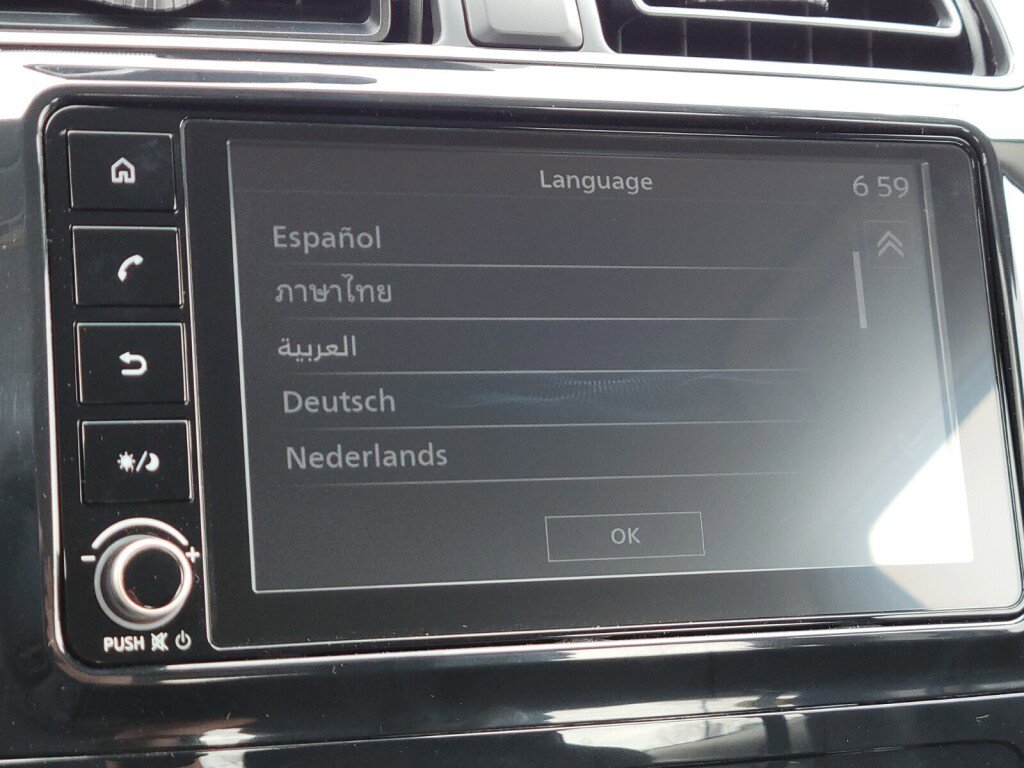 Language
6 59
Español
ภาษาไทย
العربية
Deutsch
Nederlands
OK
- +
PUSH